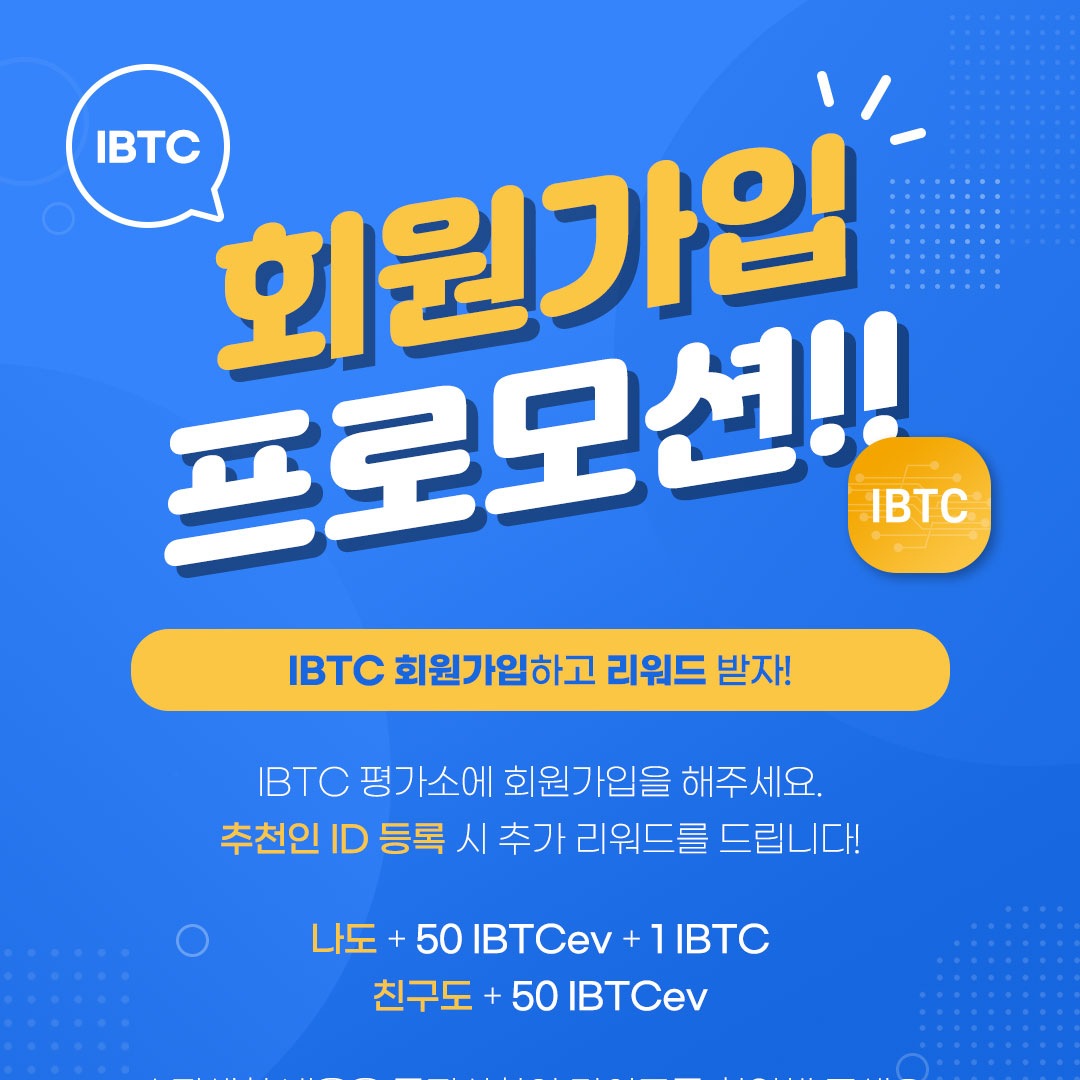 IBTC
회원가입
프로모션!!
IBTC
IBTC 회원가입하고 리워드 받자!
IBTC 평가소에 회원가입을 해주세요.
추천인 ID 등록 시 추가 리워드를 드립니다!
나도 + 50 IBTCev + 1 IBTC
친구도 + 50 IBTCev